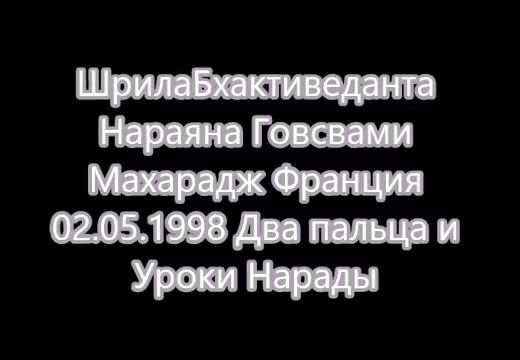 ШрилаБхактиведанта
Нараяна Говсвами
Махарадж Франция
02.05.1998 Два пальца и
Уроки Нарады